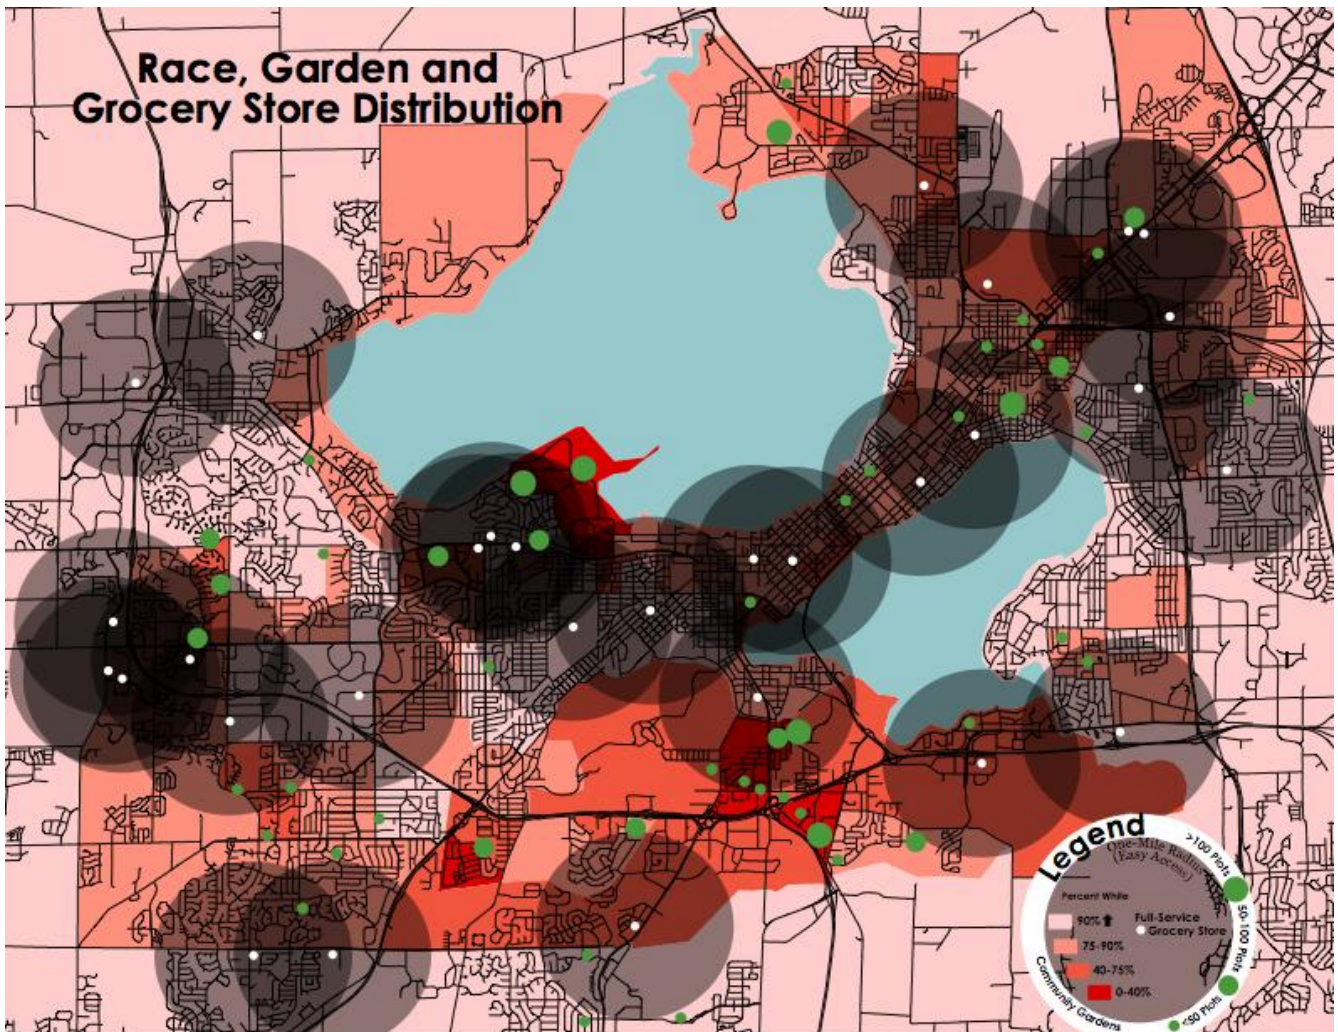 Race, Garden and
Grocery Store Distribution
Legend
One-Mile Radius
(Easy Access)
>100 Plots
50-100 Plots
<50 Plots
Community Gardens
Percent White
90%
75-90%
40-75%
0-40%
Full-Service
Grocery Store